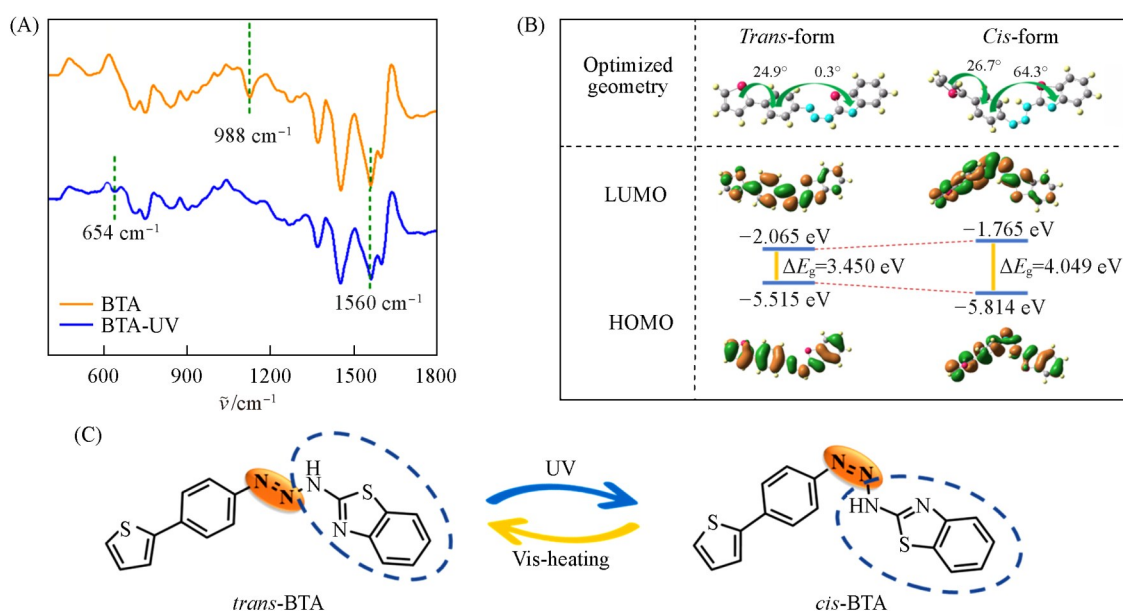 (A)
988 cm⁻¹
654 cm⁻¹
1560 cm⁻¹
BTA
BTA-UV
600 900 1200 1500 1800
ṽ/cm⁻¹
(B)
Trans-form Cis-form
Optimized
geometry
24.9° 0.3°
26.7° 64.3°
LUMO
−2.065 eV
−1.765 eV
ΔEg=3.450 eV
ΔEg=4.049 eV
−5.515 eV
−5.814 eV
HOMO
(C)
N=N
H
N
S
N
S
trans-BTA
UV
Vis-heating
N=N
HN
N
S
S
cis-BTA